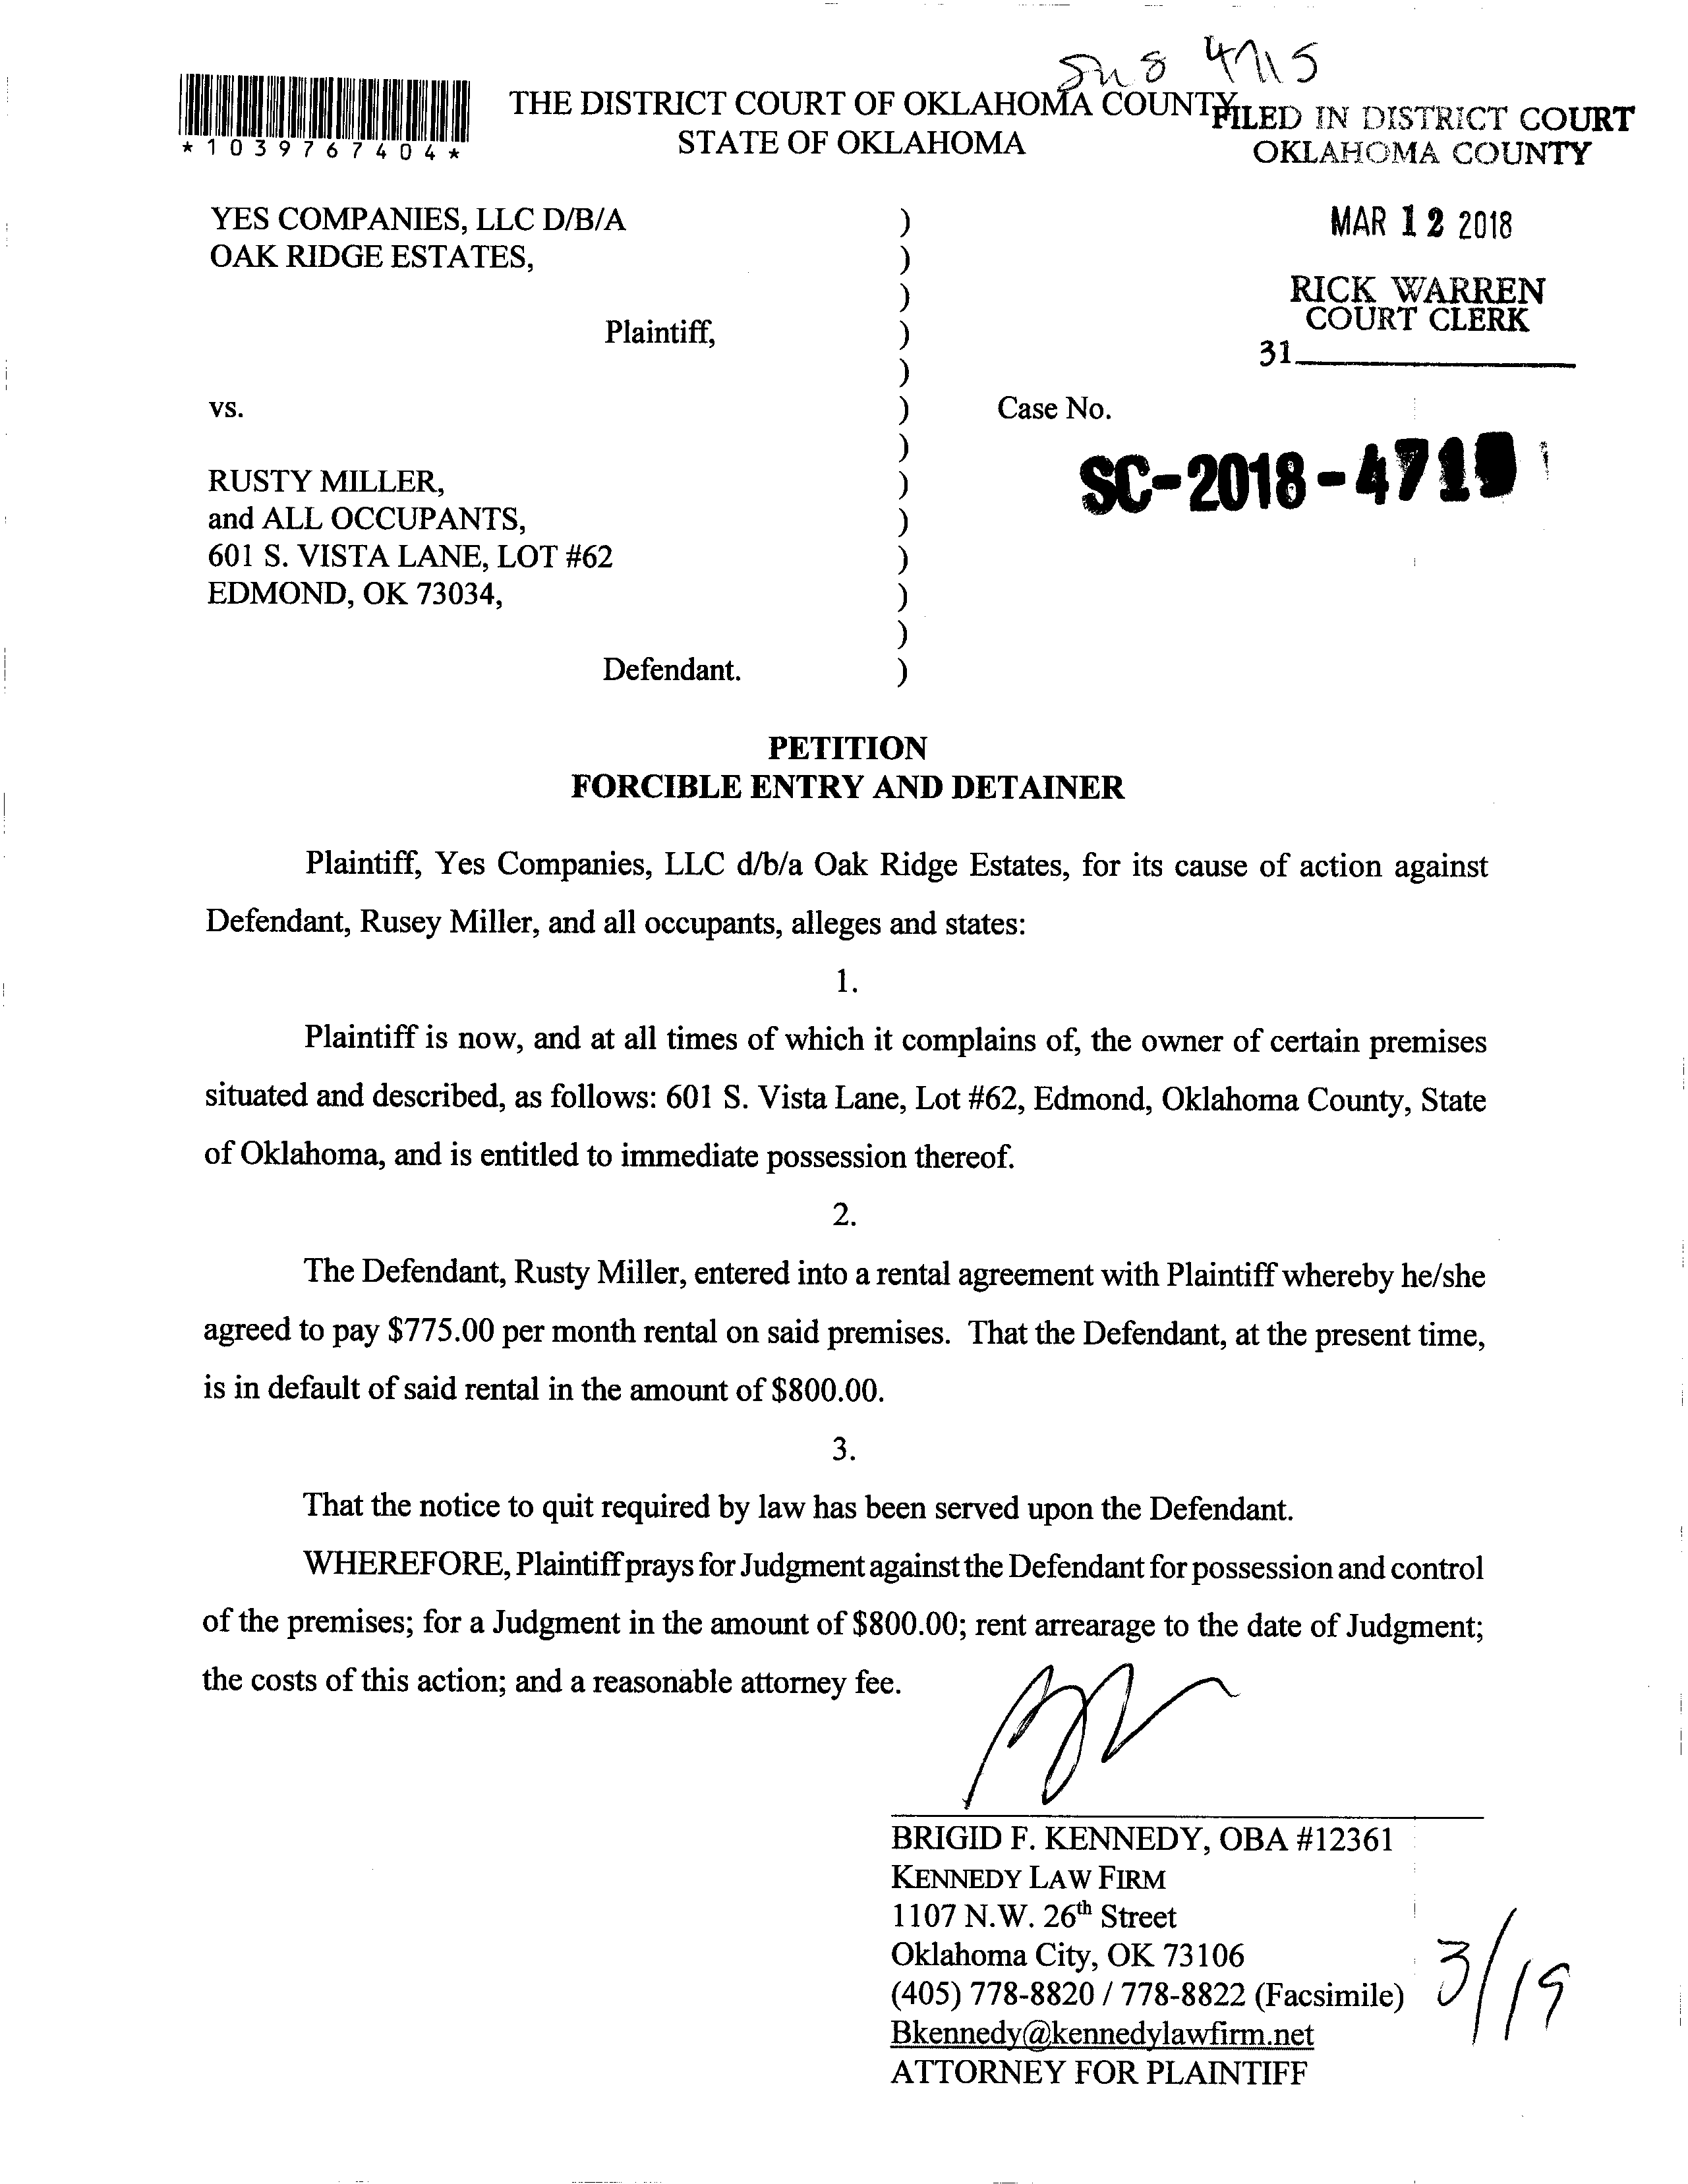 4715
*1039767404*
THE DISTRICT COURT OF OKLAHOMA COUNTY
STATE OF OKLAHOMA
FILED IN DISTRICT COURT
OKLAHOMA COUNTY
MAR 12 2018
RICK WARREN
COURT CLERK
31
YES COMPANIES, LLC D/B/A )
OAK RIDGE ESTATES, )
)
Plaintiff, )
)
vs. ) Case No.
)
SC-2018-471
RUSTY MILLER, )
and ALL OCCUPANTS, )
601 S. VISTA LANE, LOT #62 )
EDMOND, OK 73034, )
)
Defendant. )
PETITION
FORCIBLE ENTRY AND DETAINER
Plaintiff, Yes Companies, LLC d/b/a Oak Ridge Estates, for its cause of action against
Defendant, Rusey Miller, and all occupants, alleges and states:
1.
Plaintiff is now, and at all times of which it complains of, the owner of certain premises
situated and described, as follows: 601 S. Vista Lane, Lot #62, Edmond, Oklahoma County, State
of Oklahoma, and is entitled to immediate possession thereof.
2.
The Defendant, Rusty Miller, entered into a rental agreement with Plaintiff whereby he/she
agreed to pay $775.00 per month rental on said premises. That the Defendant, at the present time,
is in default of said rental in the amount of $800.00.
3.
That the notice to quit required by law has been served upon the Defendant.
WHEREFORE, Plaintiff prays for Judgment against the Defendant for possession and control
of the premises; for a Judgment in the amount of $800.00; rent arrearage to the date of Judgment;
the costs of this action; and a reasonable attorney fee.
BRIGID F. KENNEDY, OBA #12361
KENNEDY LAW FIRM
1107 N.W. 26th Street
Oklahoma City, OK 73106
(405) 778-8820 / 778-8822 (Facsimile)
Bkennedy@kennedylawfirm.net
ATTORNEY FOR PLAINTIFF
3/19